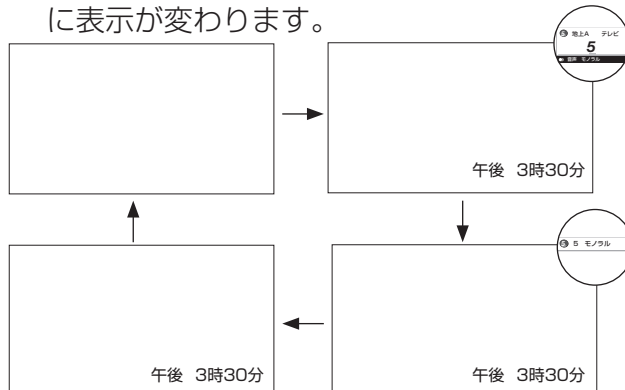 に表示が変わります。
地上A テレビ
5
音声 モノラル
午後 3時30分
5 モノラル
午後 3時30分
午後 3時30分